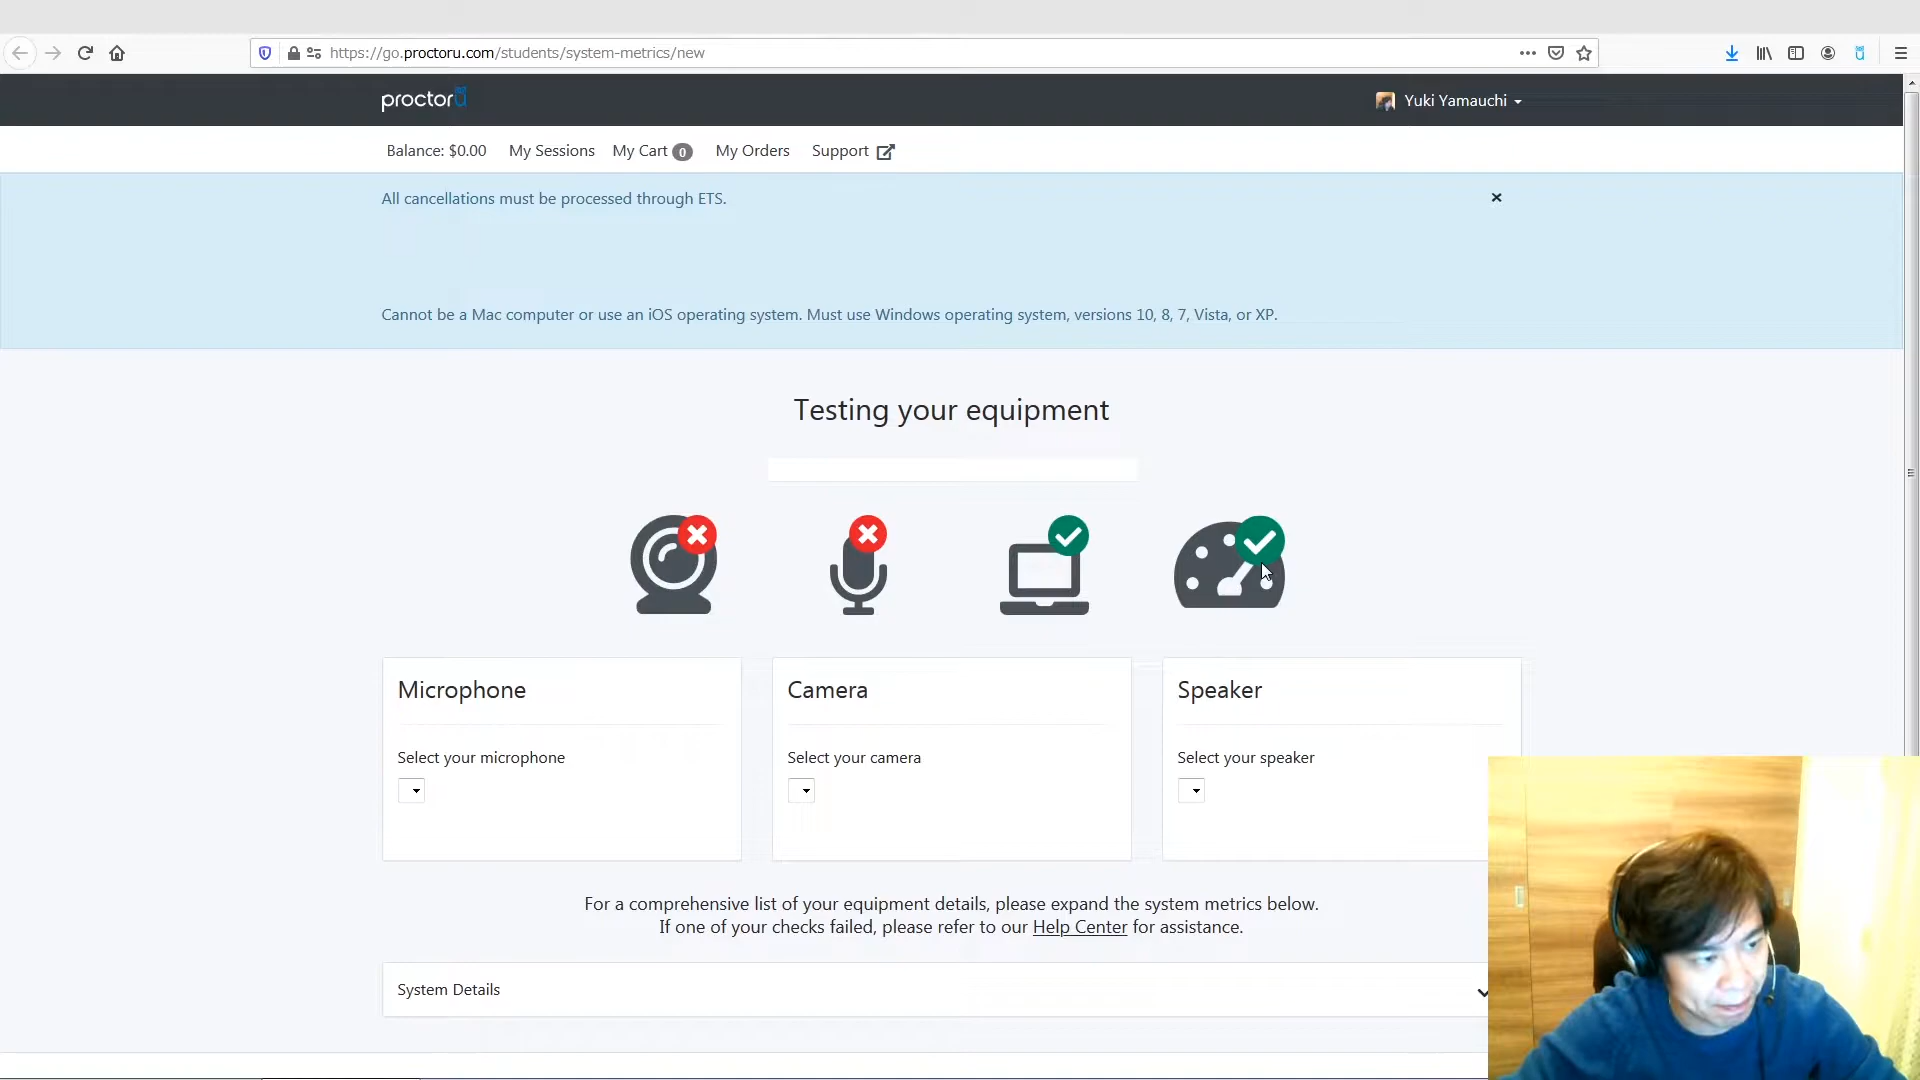 https://go.proctoru.com/students/system-metrics/new
proctoru
Yuki Yamauchi
Balance: $0.00 My Sessions My Cart 0 My Orders Support
All cancellations must be processed through ETS.
Cannot be a Mac computer or use an iOS operating system. Must use Windows operating system, versions 10, 8, 7, Vista, or XP.
Testing your equipment
Microphone
Select your microphone
Camera
Select your camera
Speaker
Select your speaker
For a comprehensive list of your equipment details, please expand the system metrics below.
If one of your checks failed, please refer to our Help Center for assistance.
System Details